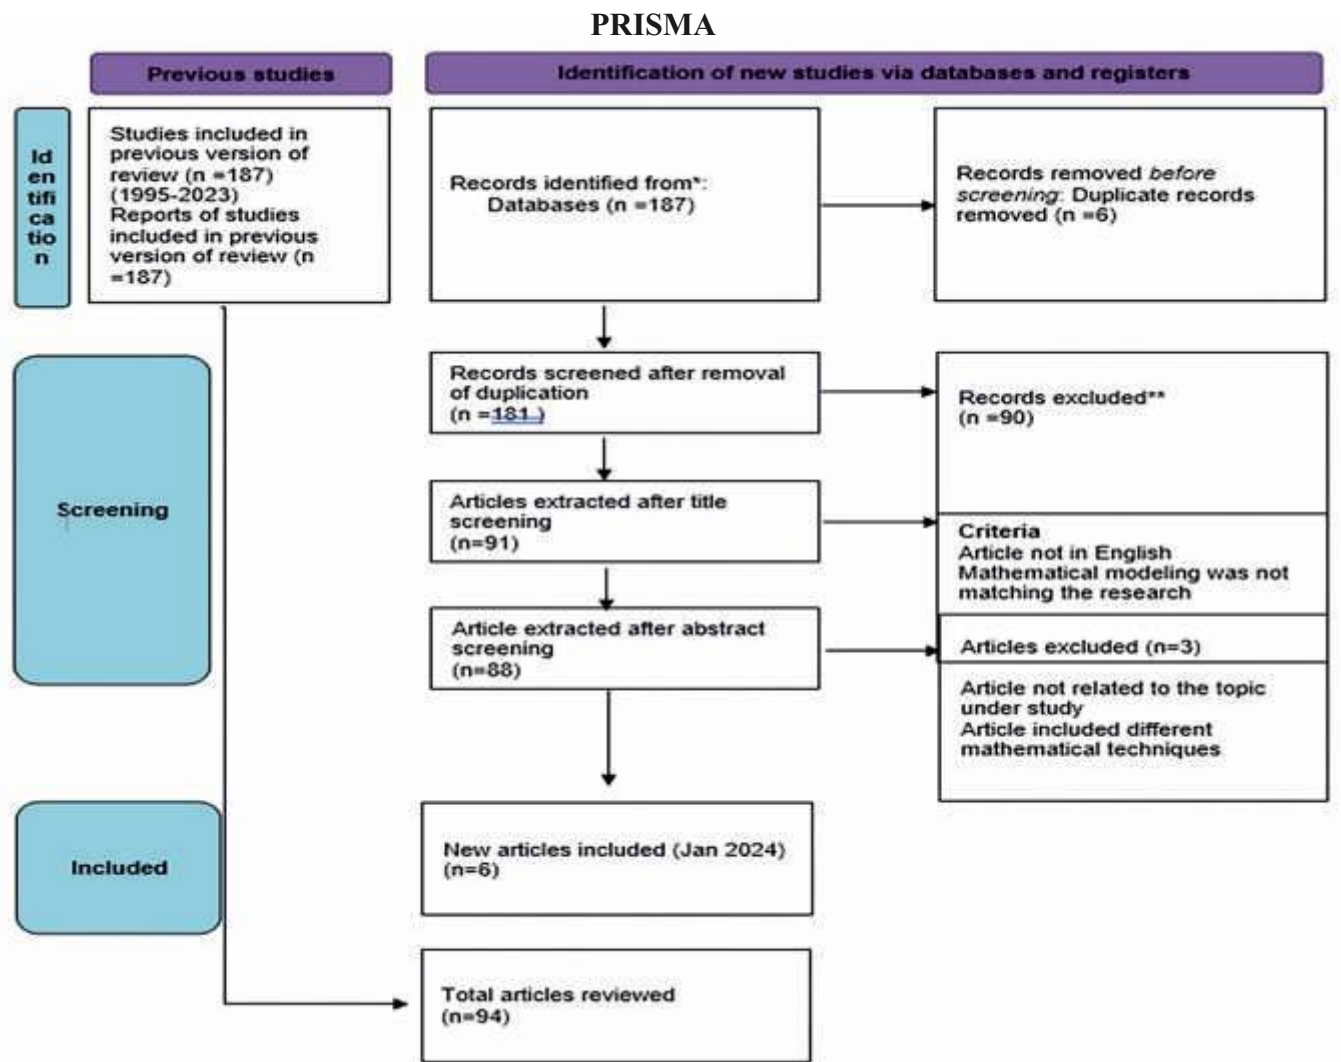 PRISMA
Previous studies
Identification of new studies via databases and registers
Id
en
tifi
ca
tio
n
Studies included in
previous version of
review (n =187)
(1995-2023)
Reports of studies
included in previous
version of review (n
=187)
Records identified from*:
Databases (n =187)
Records removed before
screening: Duplicate records
removed (n =6)
Screening
Records screened after removal
of duplication
(n =181 )
Records excluded**
(n =90)
Articles extracted after title
screening
(n=91)
Criteria
Article not in English
Mathematical modeling was not
matching the research
Article extracted after abstract
screening
(n=88)
Articles excluded (n=3)
Article not related to the topic
under study
Article included different
mathematical techniques
Included
New articles included (Jan 2024)
(n=6)
Total articles reviewed
(n=94)